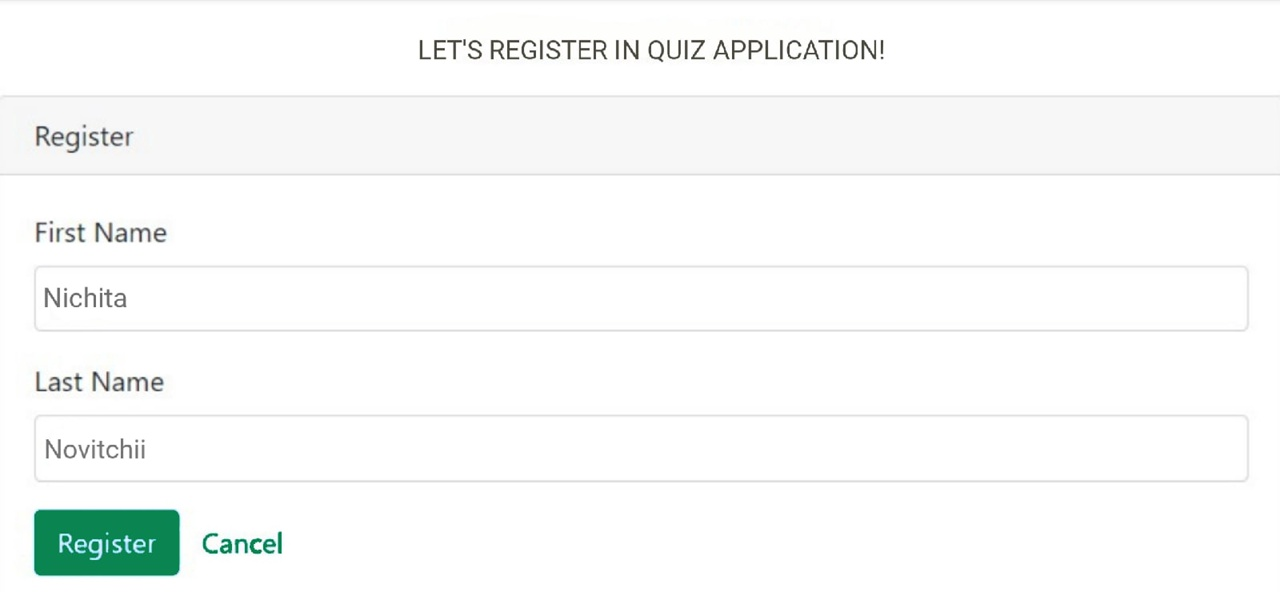 LET'S REGISTER IN QUIZ APPLICATION!
Register
First Name
Nichita
Last Name
Novitchii
Register Cancel